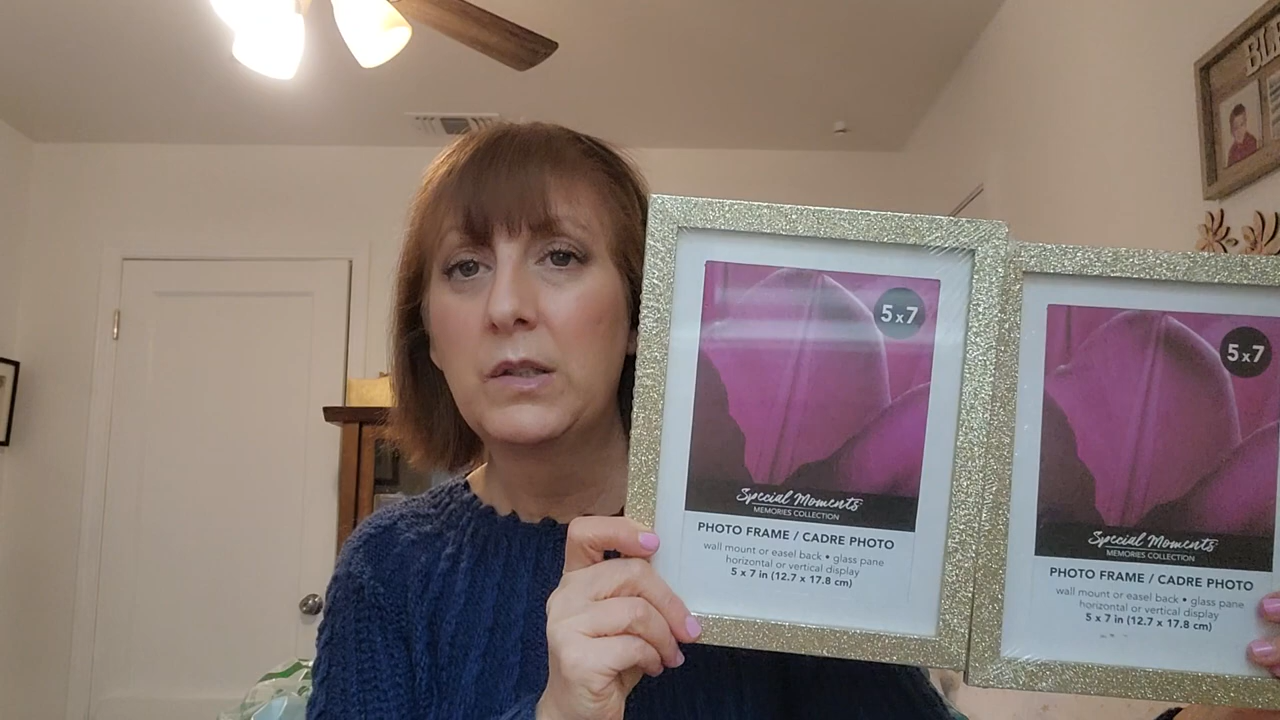 5x7
Special Moments
MEMORIES COLLECTION
PHOTO FRAME / CADRE PHOTO
wall mount or easel back • glass pane
horizontal or vertical display
5 x 7 in (12.7 x 17.8 cm)
5x7
Special Moments
MEMORIES COLLECTION
PHOTO FRAME / CADRE PHOTO
wall mount or easel back • glass pane
horizontal or vertical display
5 x 7 in (12.7 x 17.8 cm)